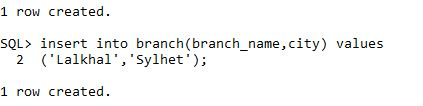 1 row created.
SQL> insert into branch(branch_name,city) values
2 ('Lalkhal','Sylhet');
1 row created.